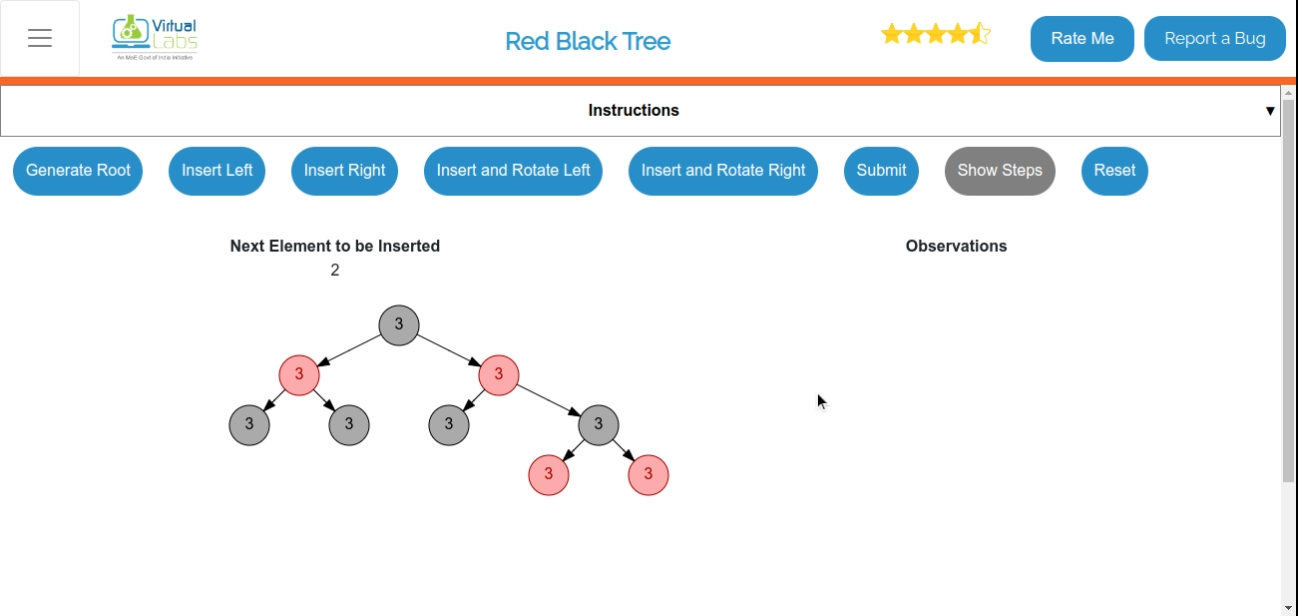 Virtual
Labs
An MoE Govt of India Initiative
Red Black Tree
Rate Me
Report a Bug
Instructions
▼
Generate Root
Insert Left
Insert Right
Insert and Rotate Left
Insert and Rotate Right
Submit
Show Steps
Reset
Next Element to be Inserted
Observations
2
3
3 3
3 3 3 3
3 3